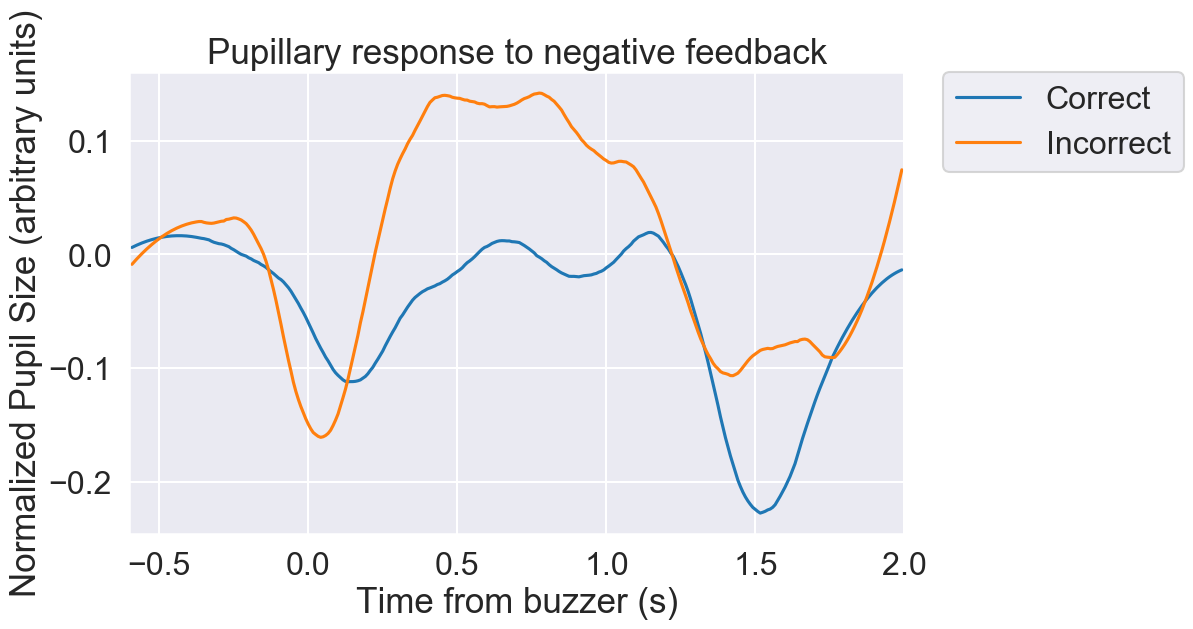 Pupillary response to negative feedback
Normalized Pupil Size (arbitrary units)
0.1
0.0
−0.1
−0.2
−0.5
0.0
0.5
1.0
1.5
2.0
Time from buzzer (s)
Correct
Incorrect